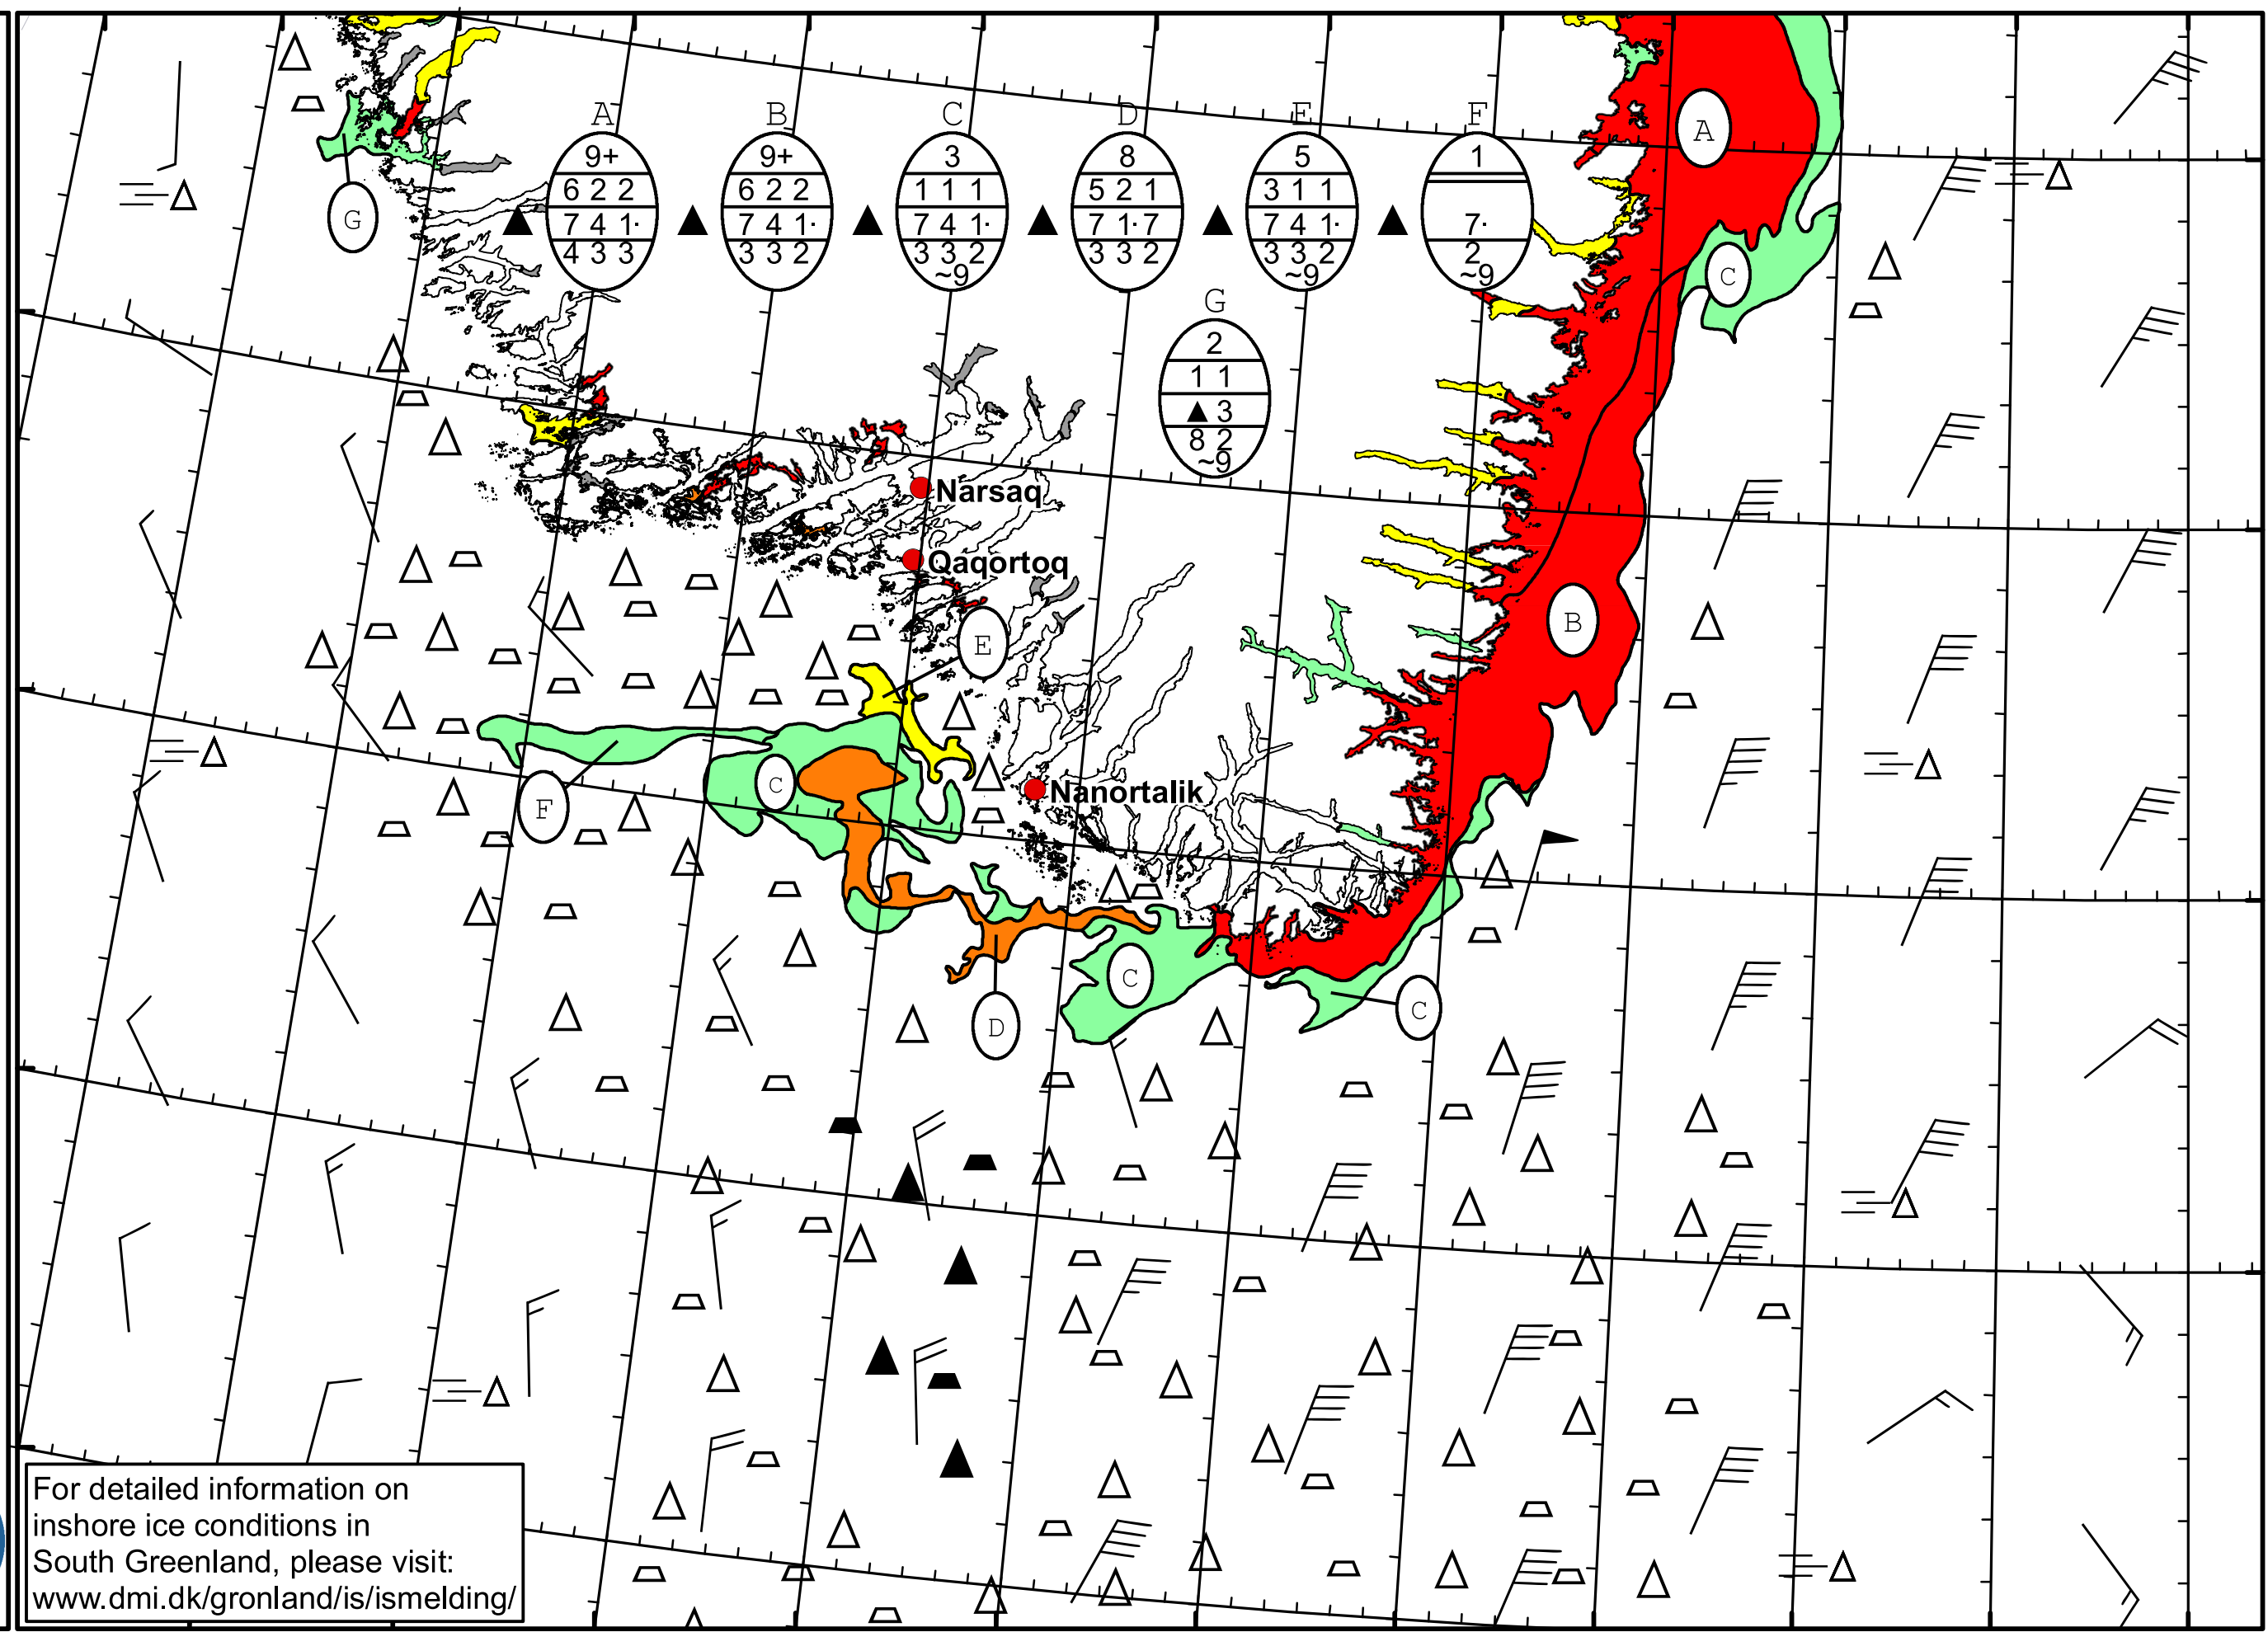 A B C D E F
9+ 9+ 3 8 5 1
6 2 2 6 2 2 1 1 1 5 2 1 3 1 1
7 4 1· 7 4 1· 7 4 1· 7 1·7 7 4 1· 7·
4 3 3 3 3 2 3 3 2 3 3 2 3 3 2 2
~9 ~9 ~9
A
G
C
G
2
1 1
▲ 3
8 2
~9
Narsaq
Qaqortoq
B
E
C
F
Nanortalik
C
C
D
For detailed information on
inshore ice conditions in
South Greenland, please visit:
www.dmi.dk/gronland/is/ismelding/